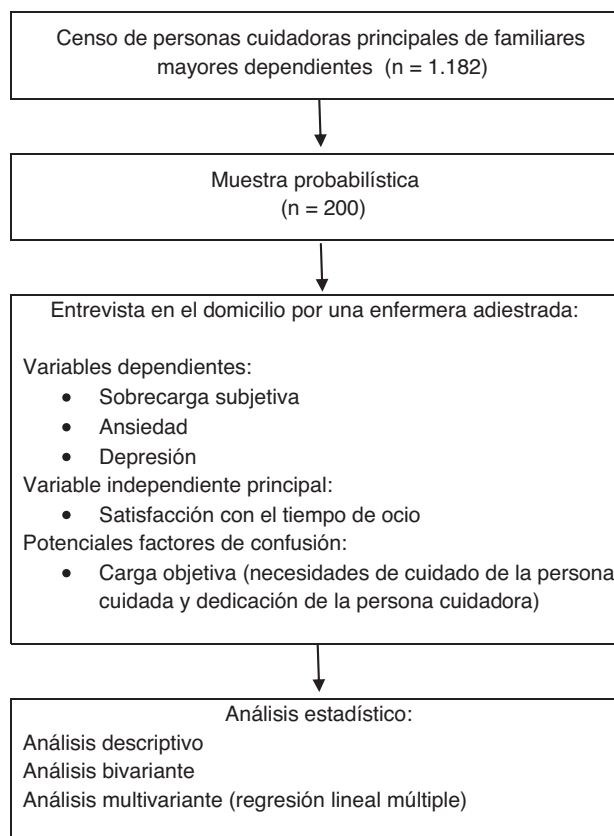 Censo de personas cuidadoras principales de familiares
mayores dependientes (n = 1.182)
Muestra probabilística
(n = 200)
Entrevista en el domicilio por una enfermera adiestrada:
Variables dependientes:
• Sobrecarga subjetiva
• Ansiedad
• Depresión
Variable independiente principal:
• Satisfacción con el tiempo de ocio
Potenciales factores de confusión:
• Carga objetiva (necesidades de cuidado de la persona
cuidada y dedicación de la persona cuidadora)
Análisis estadístico:
Análisis descriptivo
Análisis bivariante
Análisis multivariante (regresión lineal múltiple)